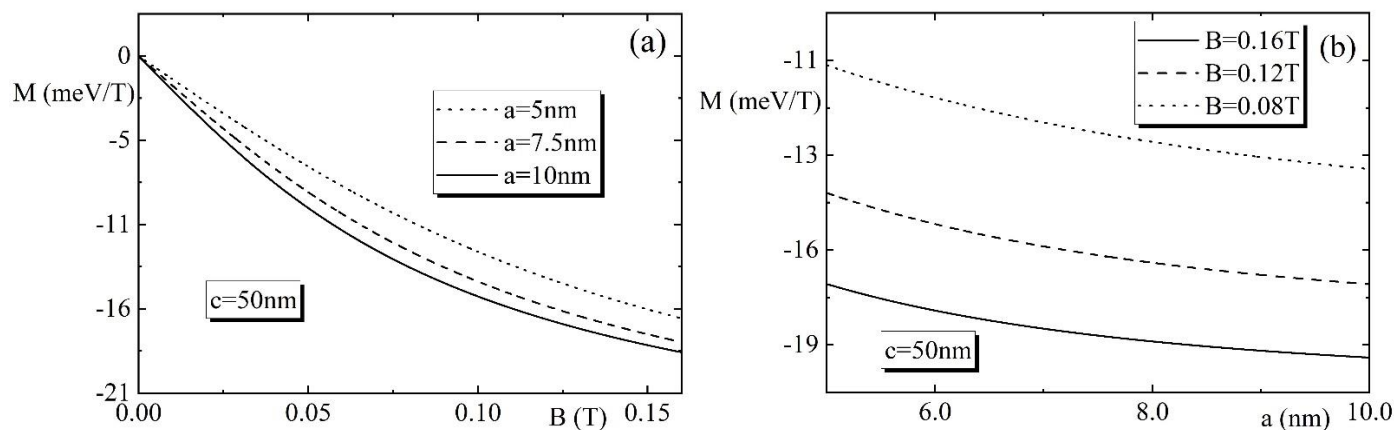 (a)
0
M (meV/T)
-5
-11
-16
-21
a=5nm
a=7.5nm
a=10nm
c=50nm
0.00
0.05
0.10
0.15
B (T)
(b)
B=0.16T
B=0.12T
B=0.08T
-11
M (meV/T)
-13
-16
-19
c=50nm
6.0
8.0
10.0
a (nm)